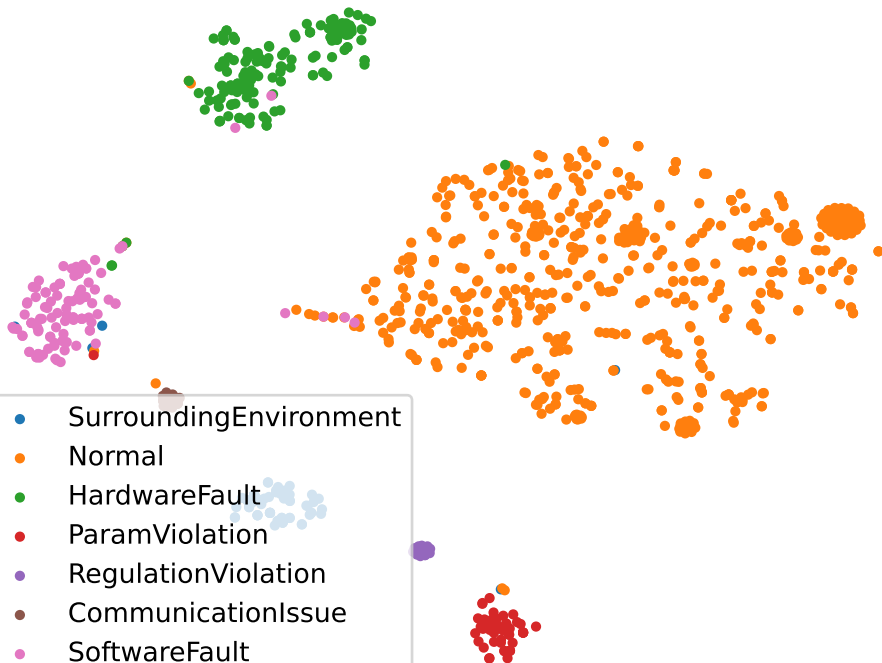 SurroundingEnvironment
Normal
HardwareFault
ParamViolation
RegulationViolation
CommunicationIssue
SoftwareFault